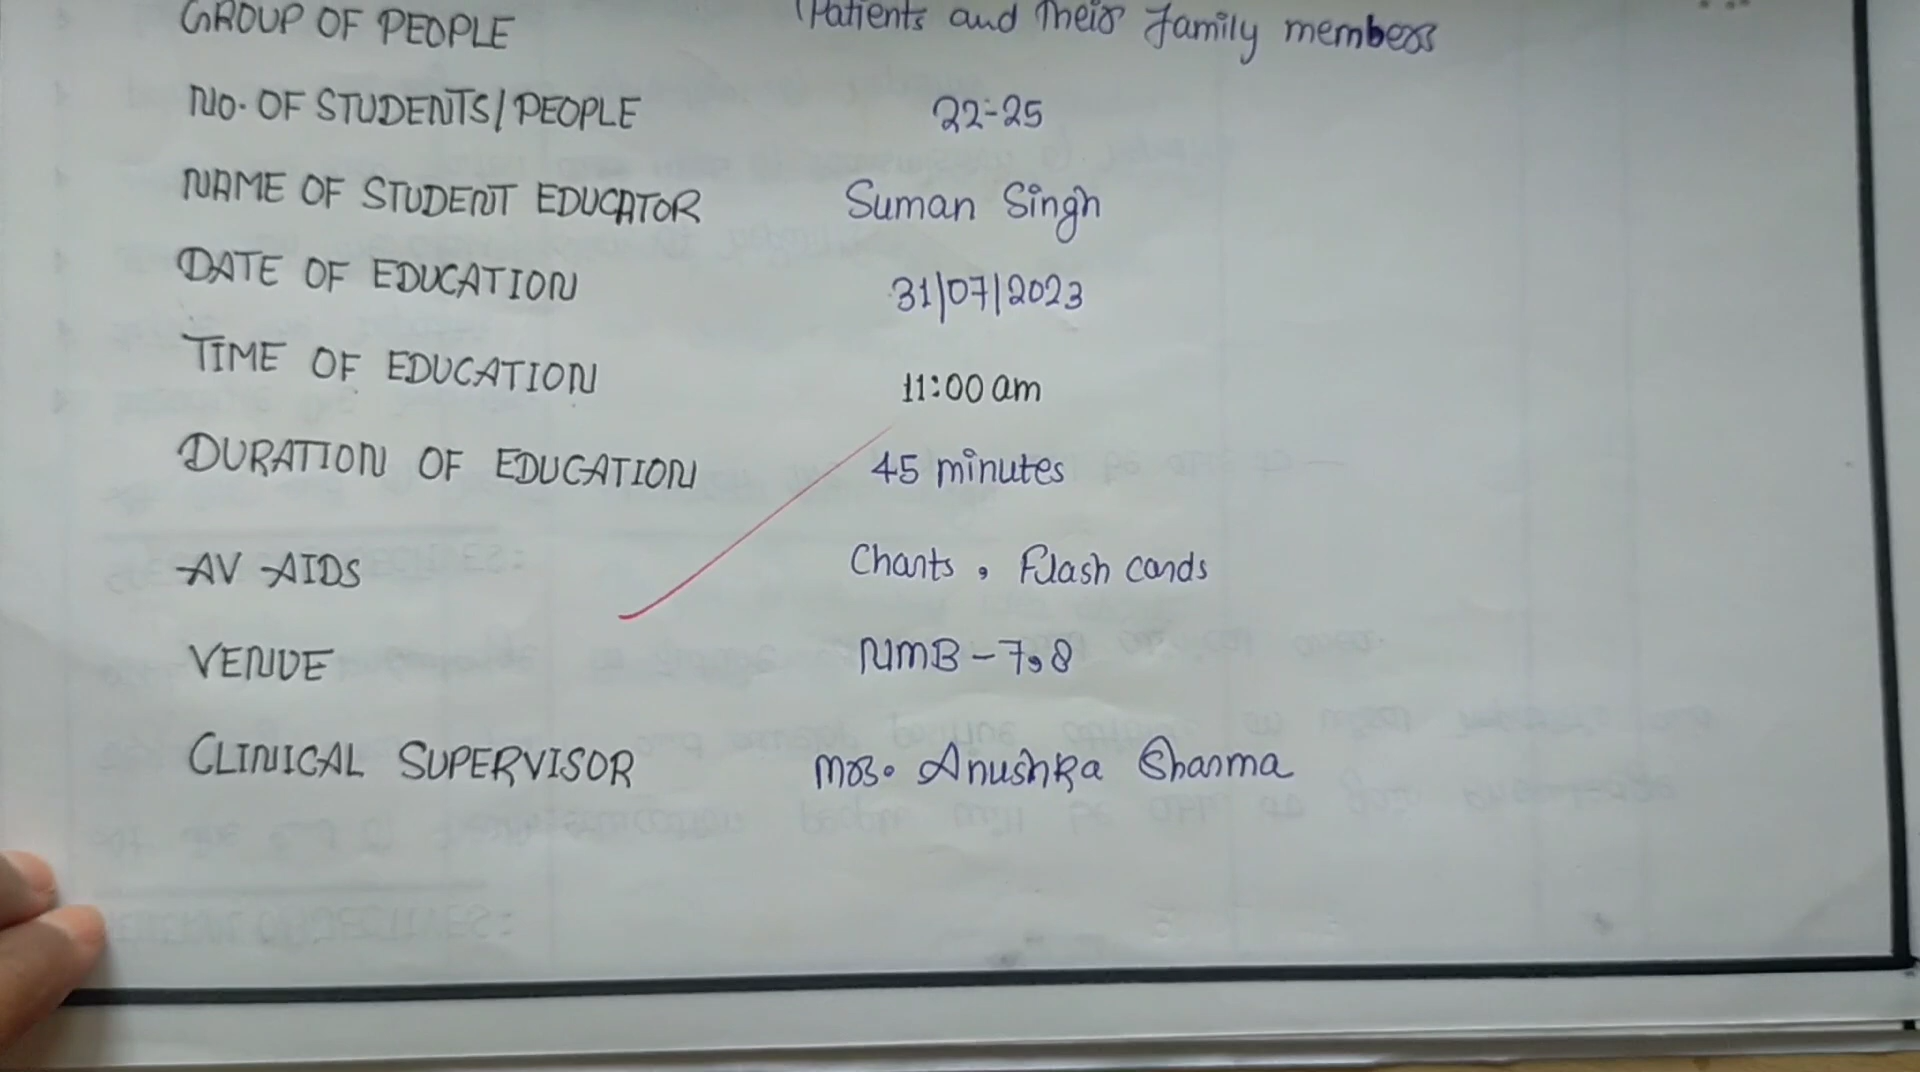 GROUP OF PEOPLE (Patients and Their family members
NO. OF STUDENTS/PEOPLE 22-25
NAME OF STUDENT EDUCATOR Suman Singh
DATE OF EDUCATION 31/07/2023
TIME OF EDUCATION 11:00 am
DURATION OF EDUCATION 45 minutes
AV AIDS Charts, Flash cards
VENUE NMB-7,8
CLINICAL SUPERVISOR Mrs. Anushka Sharma